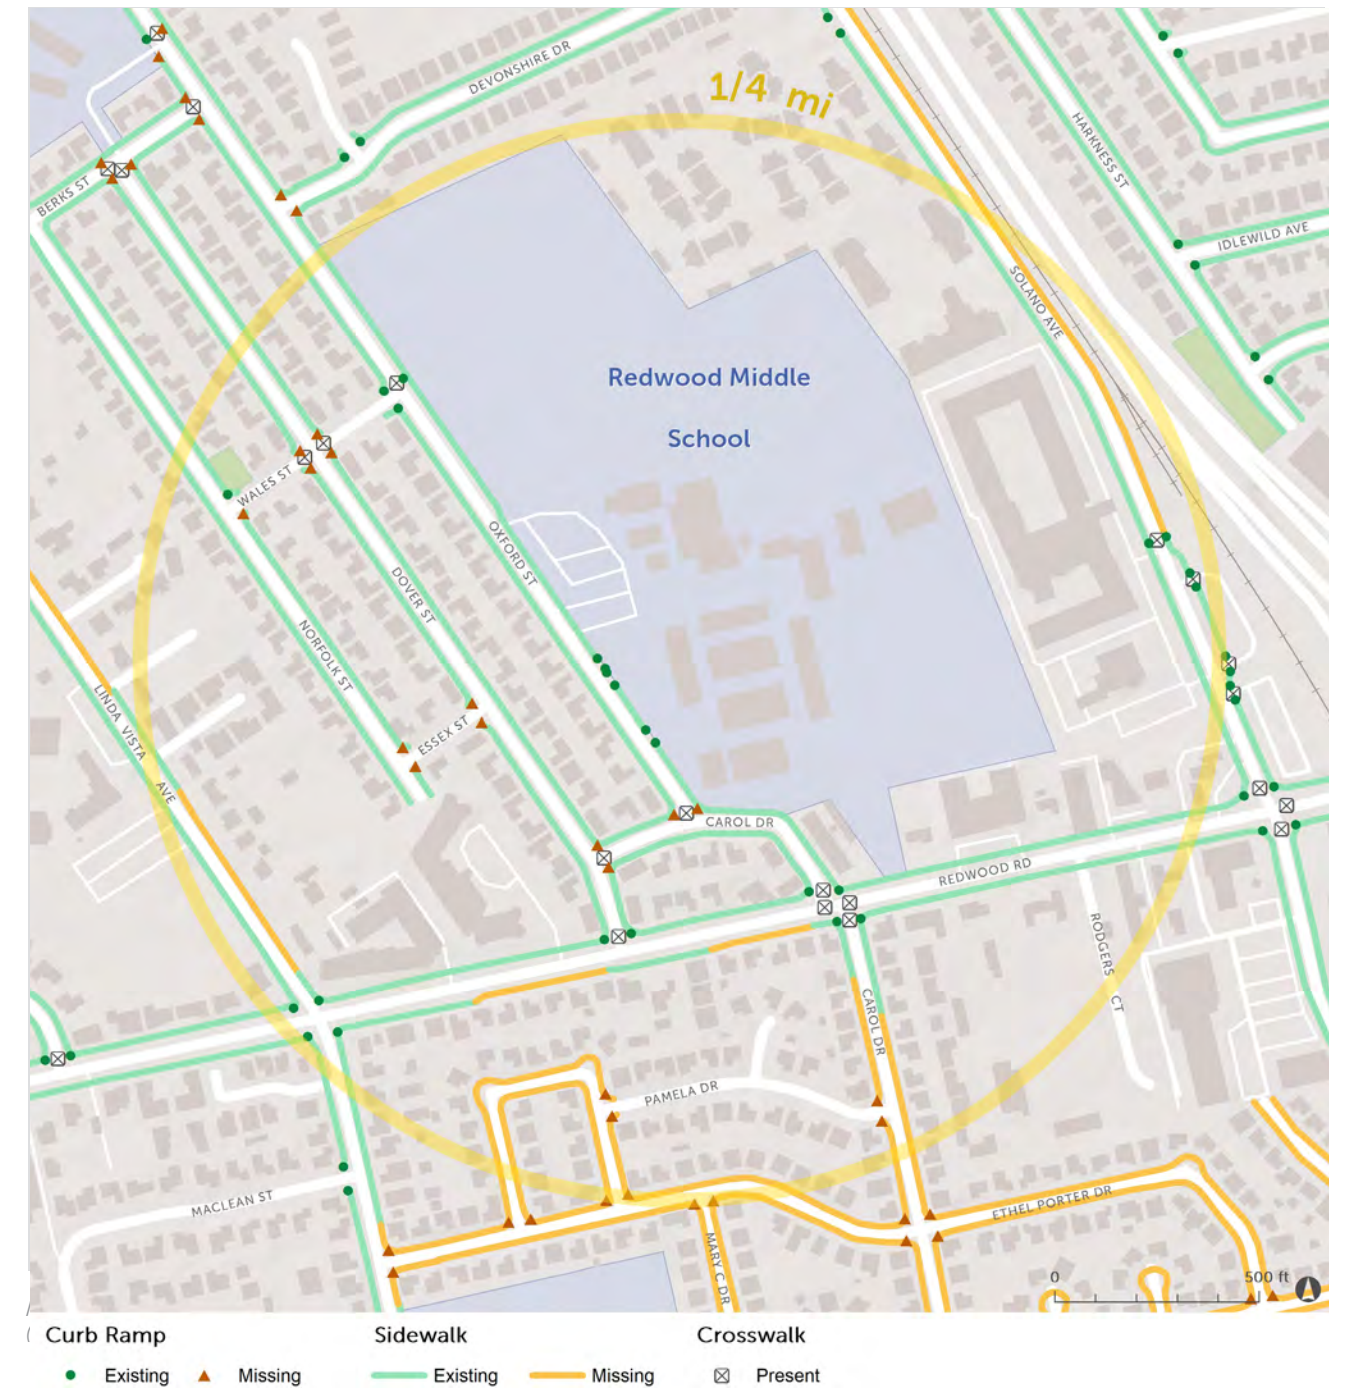 DEVONSHIRE DR
1/4 mi
HARKNESS ST
BERKS ST
IDLEWILD AVE
SOLANO AVE
Redwood Middle
School
WALES ST
OXFORD ST
DOVER ST
NORFOLK ST
LINDA VISTA AVE
ESSEX ST
CAROL DR
REDWOOD RD
RODGERS CT
CAROL DR
PAMELA DR
MACLEAN ST
ETHEL PORTER DR
MARY C DR
0 500 ft
Curb Ramp Sidewalk Crosswalk
Existing Missing Existing Missing Present